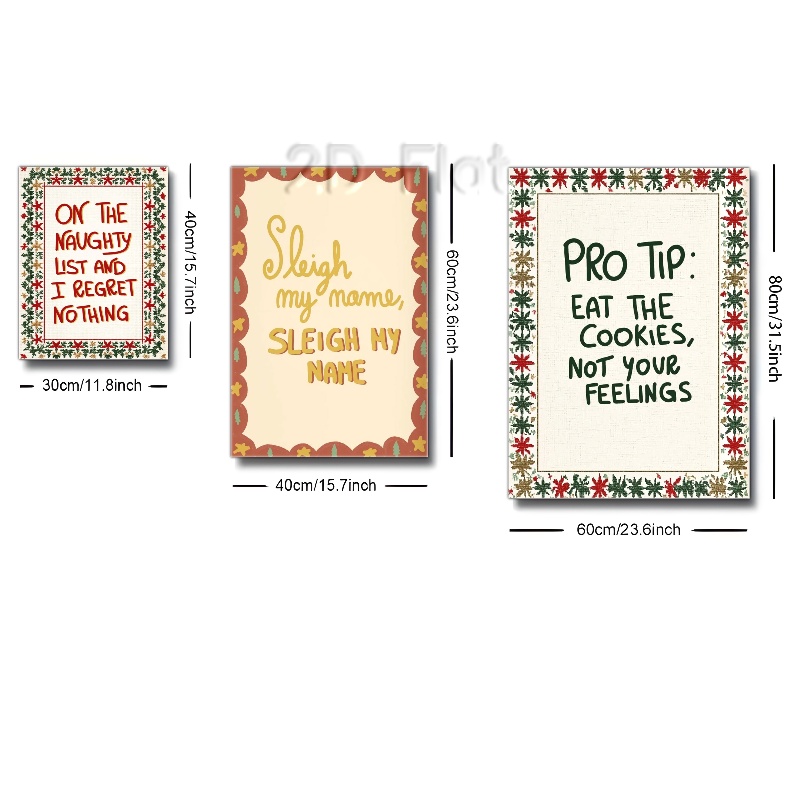 2D Flat
ON THE
NAUGHTY
LIST AND
I REGRET
NOTHING
40cm/15.7inch
30cm/11.8inch
Sleigh
my name,
SLEIGH MY
NAME
60cm/23.6inch
40cm/15.7inch
PRO TIP:
EAT THE
COOKIES,
NOT YOUR
FEELINGS
80cm/31.5inch
60cm/23.6inch